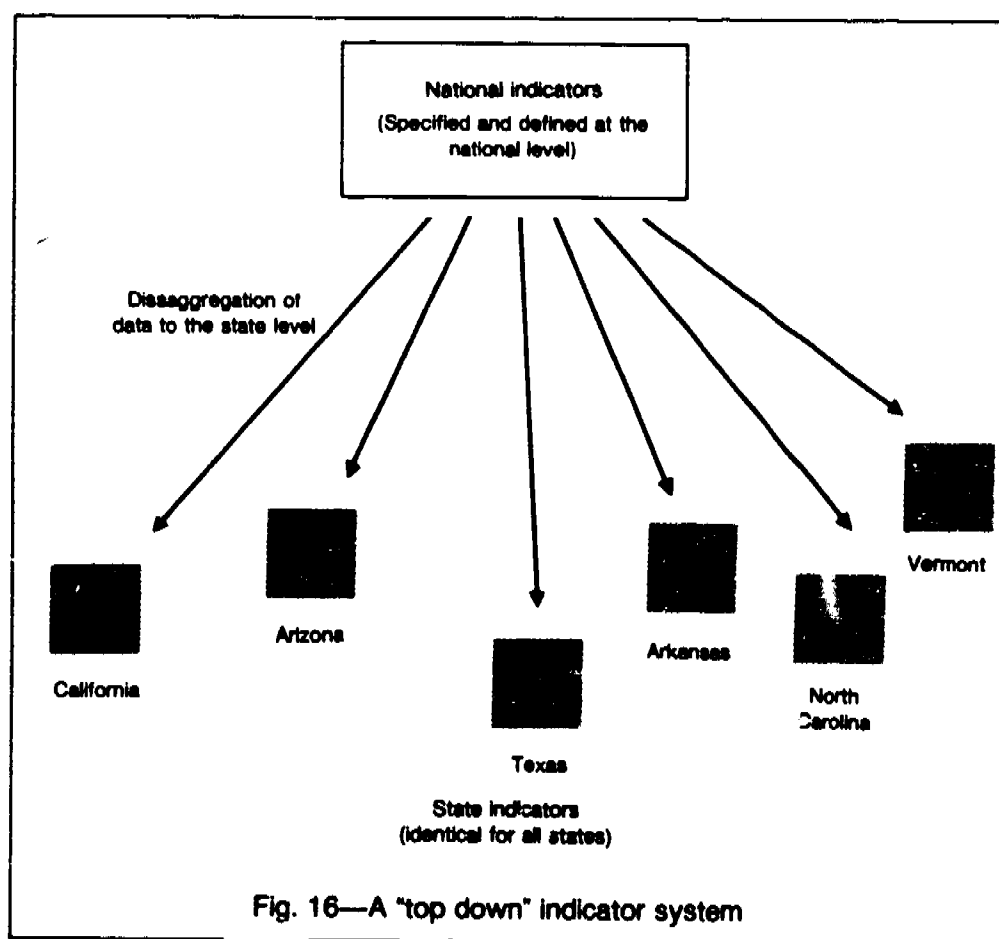 National indicators
(Specified and defined at the
national level)
Dissaggregation of
data to the state level
Vermont
Arizona
Arkansas
California
North
Carolina
Texas
State indicators
(identical for all states)
Fig. 16—A "top down" indicator system